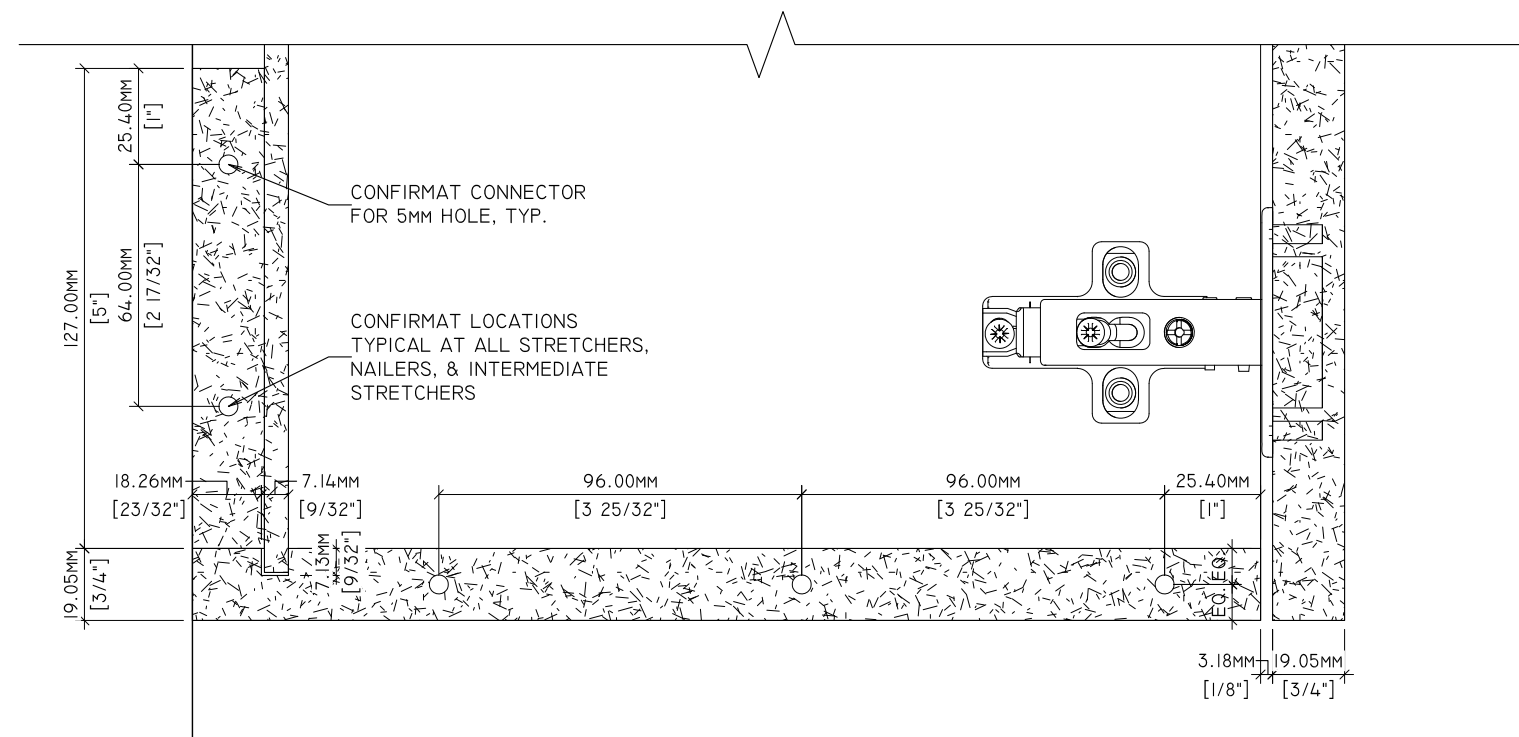 25.40MM
[1"]
127.00MM
[5"]
64.00MM
[2 17/32"]
CONFIRMAT CONNECTOR
FOR 5MM HOLE, TYP.
CONFIRMAT LOCATIONS
TYPICAL AT ALL STRETCHERS,
NAILERS, & INTERMEDIATE
STRETCHERS
18.26MM
[23/32"]
7.14MM
[9/32"]
96.00MM
[3 25/32"]
96.00MM
[3 25/32"]
25.40MM
[1"]
19.05MM
[3/4"]
7.13MM
[9/32"]
EQ.
EQ.
3.18MM
[1/8"]
19.05MM
[3/4"]